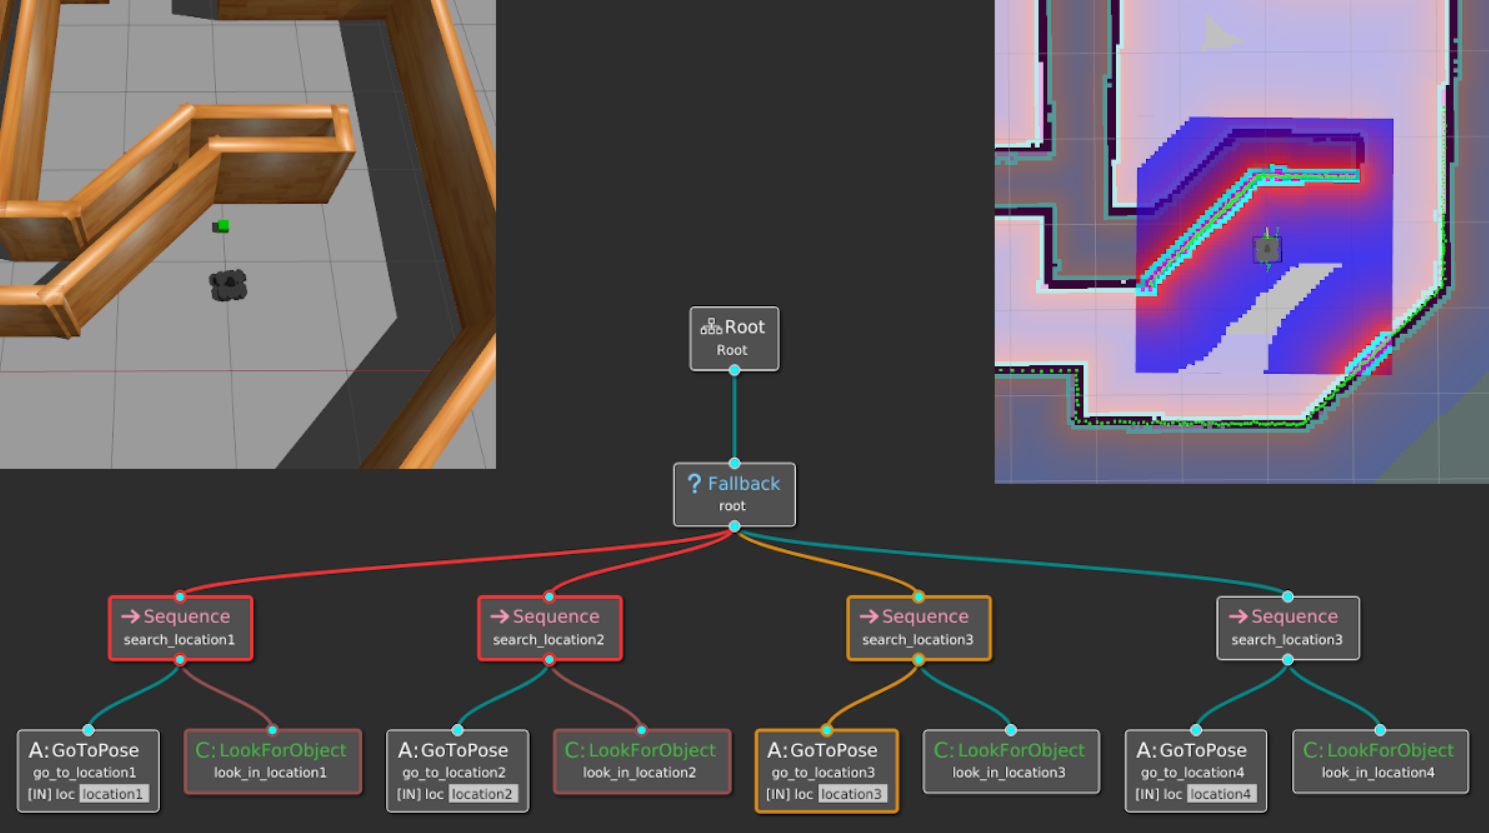 Root
Root
? Fallback
root
→ Sequence
search_location1
→ Sequence
search_location2
→ Sequence
search_location3
→ Sequence
search_location3
A:GoToPose
go_to_location1
[IN] loc location1
C:LookForObject
look_in_location1
A:GoToPose
go_to_location2
[IN] loc location2
C:LookForObject
look_in_location2
A:GoToPose
go_to_location3
[IN] loc location3
C:LookForObject
look_in_location3
A:GoToPose
go_to_location4
[IN] loc location4
C:LookForObject
look_in_location4